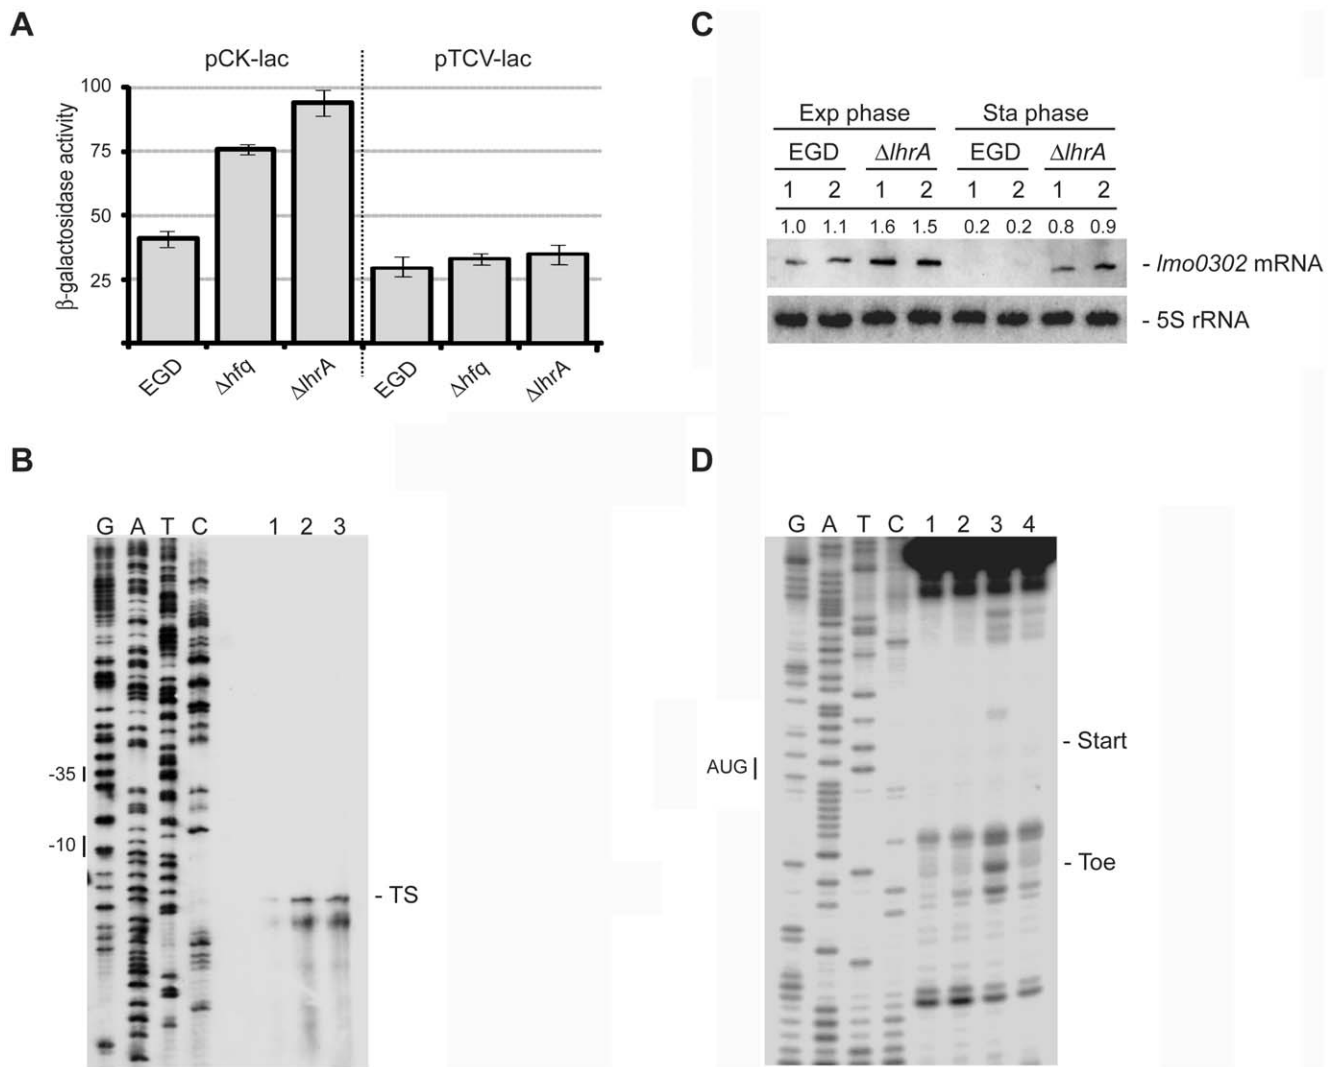 A
pCK-lac pTCV-lac
β-galactosidase activity
100
75
50
25
EGD Δhfq ΔlhrA EGD Δhfq ΔlhrA
C
Exp phase Sta phase
EGD ΔlhrA EGD ΔlhrA
1 2 1 2 1 2 1 2
1.0 1.1 1.6 1.5 0.2 0.2 0.8 0.9
- lmo0302 mRNA
- 5S rRNA
B
G A T C 1 2 3
-35
-10
- TS
D
G A T C 1 2 3 4
- Start
AUG
- Toe